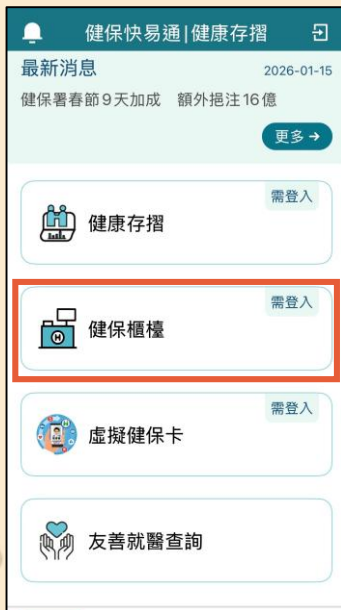 健保快易通|健康存摺
最新消息
2026-01-15
健保署春節9天加成 額外挹注16億
更多→
需登入
健康存摺
需登入
健保櫃檯
需登入
虛擬健保卡
友善就醫查詢